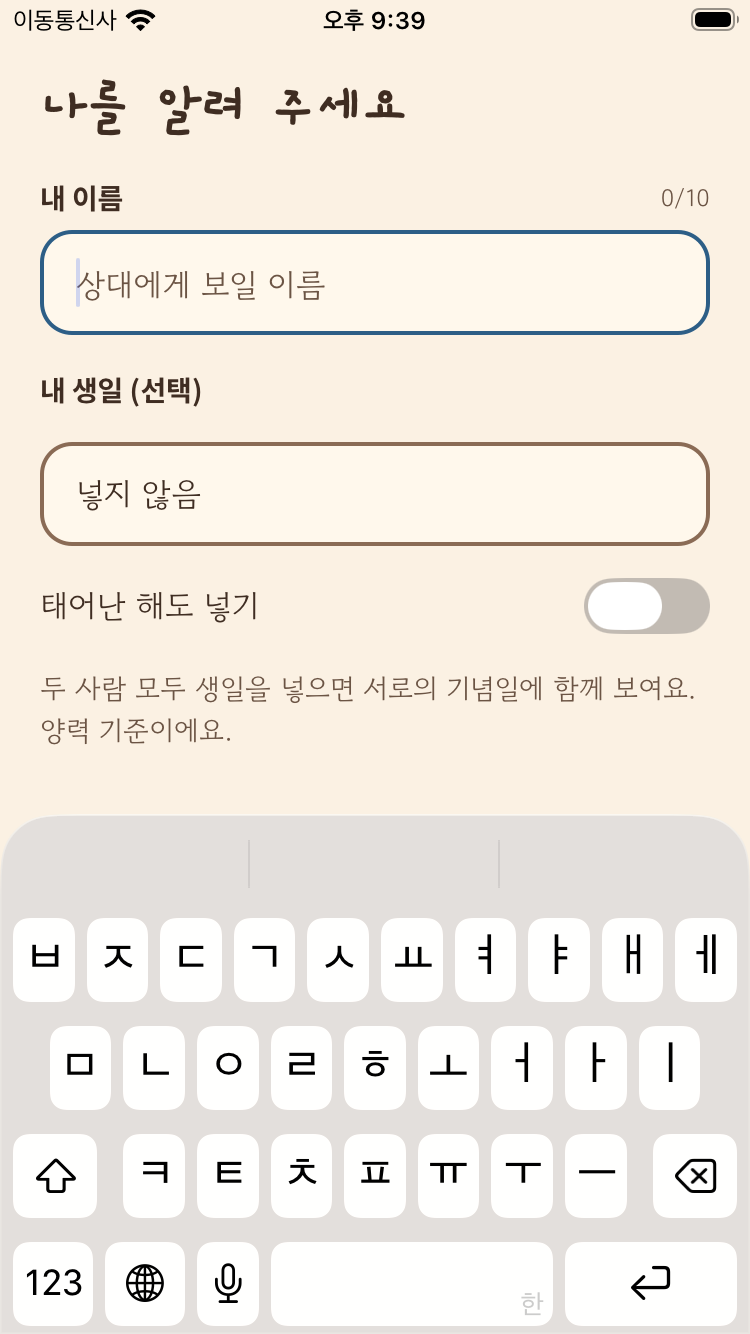 이동통신사 오후 9:39
나를 알려 주세요
내 이름 0/10
상대에게 보일 이름
내 생일 (선택)
넣지 않음
태어난 해도 넣기
두 사람 모두 생일을 넣으면 서로의 기념일에 함께 보여요.
양력 기준이에요.
ㅂ ㅈ ㄷ ㄱ ㅅ ㅛ ㅕ ㅑ ㅐ ㅔ
ㅁ ㄴ ㅇ ㄹ ㅎ ㅗ ㅓ ㅏ ㅣ
ㅋ ㅌ ㅊ ㅍ ㅠ ㅜ ㅡ
123 한